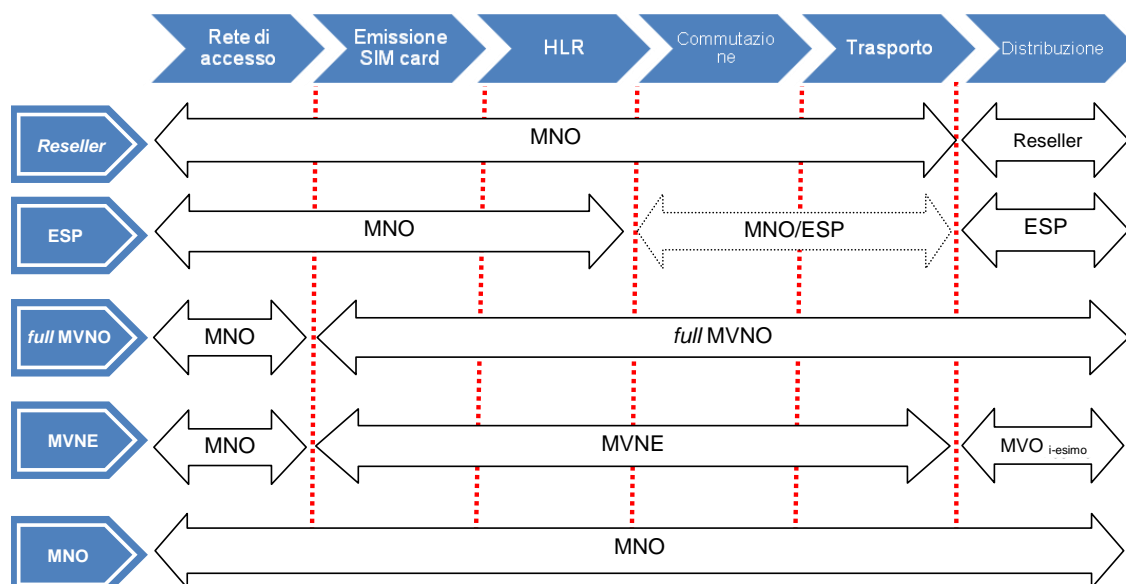 Rete di
accesso
Emissione
SIM card
HLR
Commutazio
ne
Trasporto
Distribuzione
Reseller
MNO
Reseller
ESP
MNO
MNO/ESP
ESP
full MVNO
MNO
full MVNO
MVNE
MNO
MVNE
MVO i-esimo
MNO
MNO